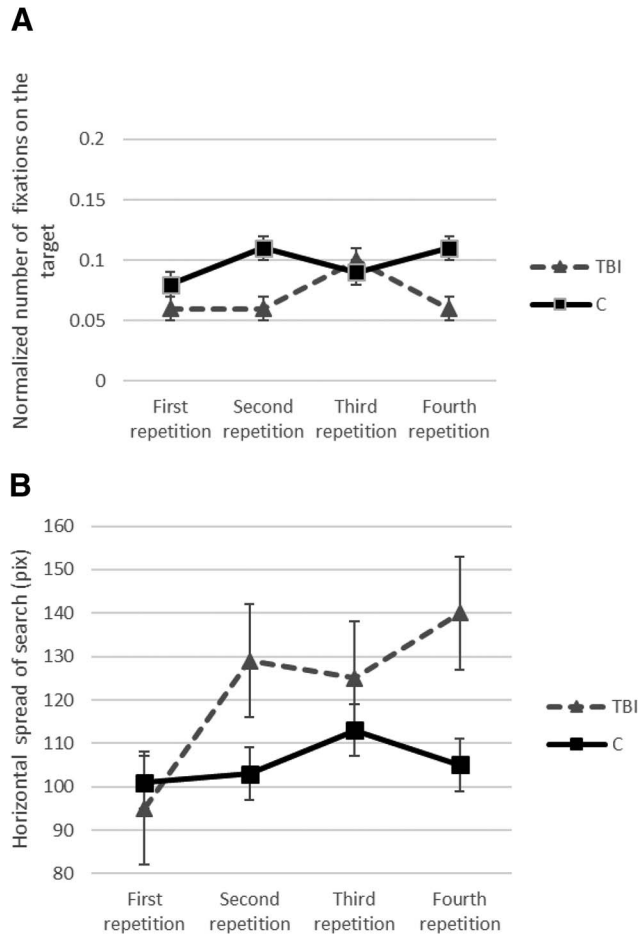 A
Normalized number of fixations on the
target
0.2
0.15
0.1
0.05
0
First
repetition
Second
repetition
Third
repetition
Fourth
repetition
TBI
C
B
Horizontal spread of search (pix)
160
150
140
130
120
110
100
90
80
First
repetition
Second
repetition
Third
repetition
Fourth
repetition
TBI
C